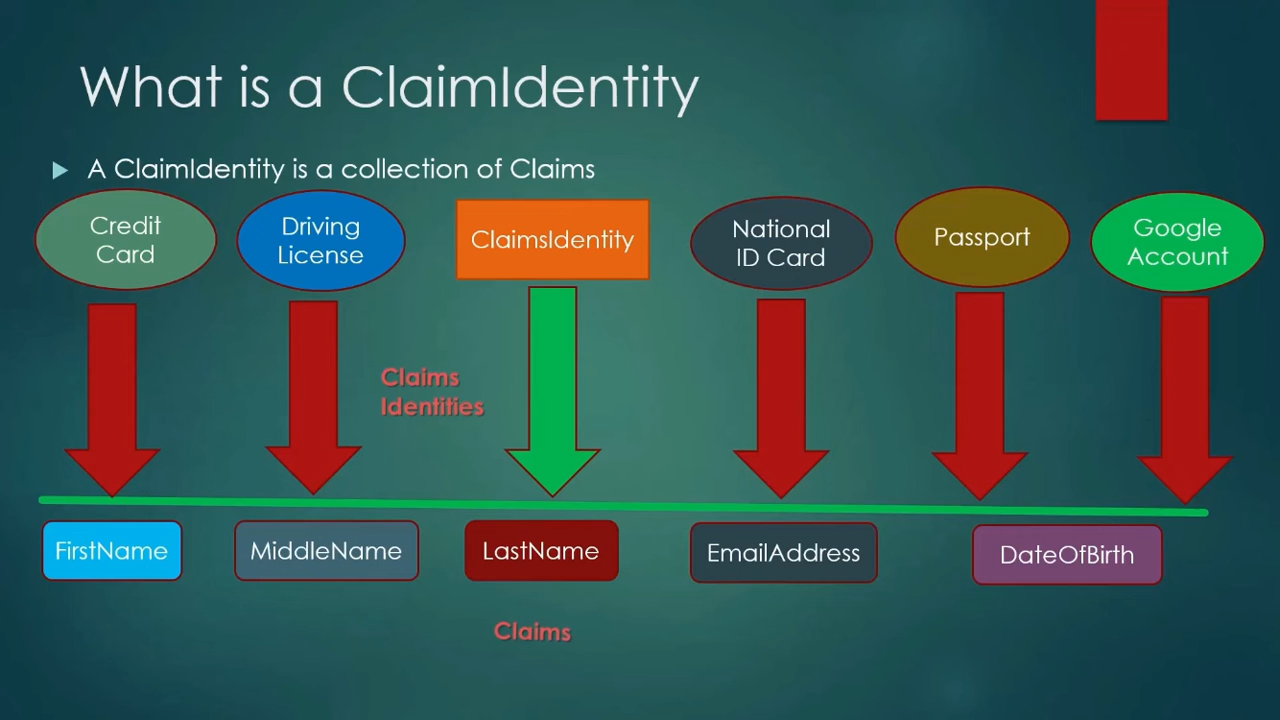 What is a ClaimIdentity
A ClaimIdentity is a collection of Claims
Credit
Card
Driving
License
ClaimsIdentity
National
ID Card
Passport
Google
Account
Claims
Identities
FirstName
MiddleName
LastName
EmailAddress
DateOfBirth
Claims